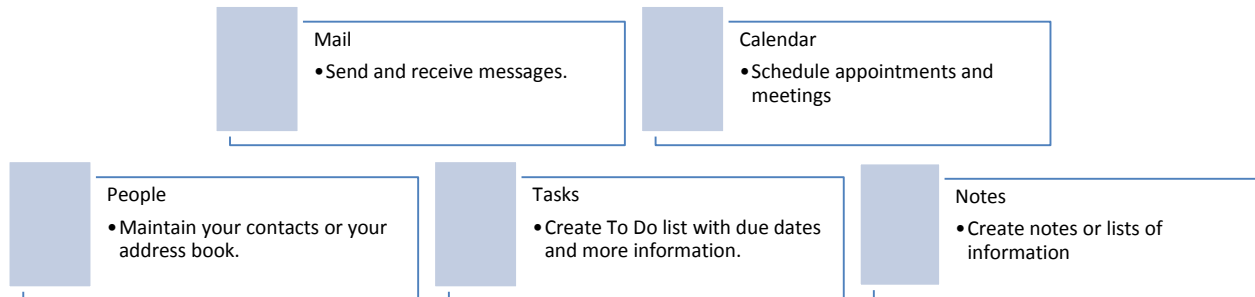 Mail
•Send and receive messages.
Calendar
•Schedule appointments and
meetings
People
•Maintain your contacts or your
address book.
Tasks
•Create To Do list with due dates
and more information.
Notes
•Create notes or lists of
information